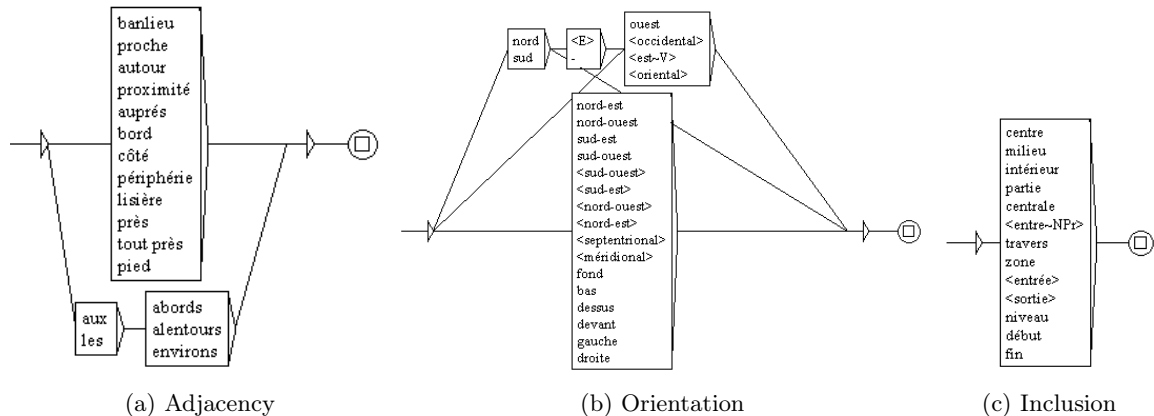 banlieu
proche
autour
proximité
auprés
bord
côté
périphérie
lisière
près
tout près
pied
aux
les
abords
alentours
environs
(a) Adjacency
nord
sud
<E>
-
ouest
<occidental>
<est~V>
<oriental>
nord-est
nord-ouest
sud-est
sud-ouest
<sud-ouest>
<sud-est>
<nord-ouest>
<nord-est>
<septentrional>
<méridional>
fond
bas
dessus
devant
gauche
droite
(b) Orientation
centre
milieu
intérieur
partie
centrale
<entre~NPr>
travers
zone
<entrée>
<sortie>
niveau
début
fin
(c) Inclusion